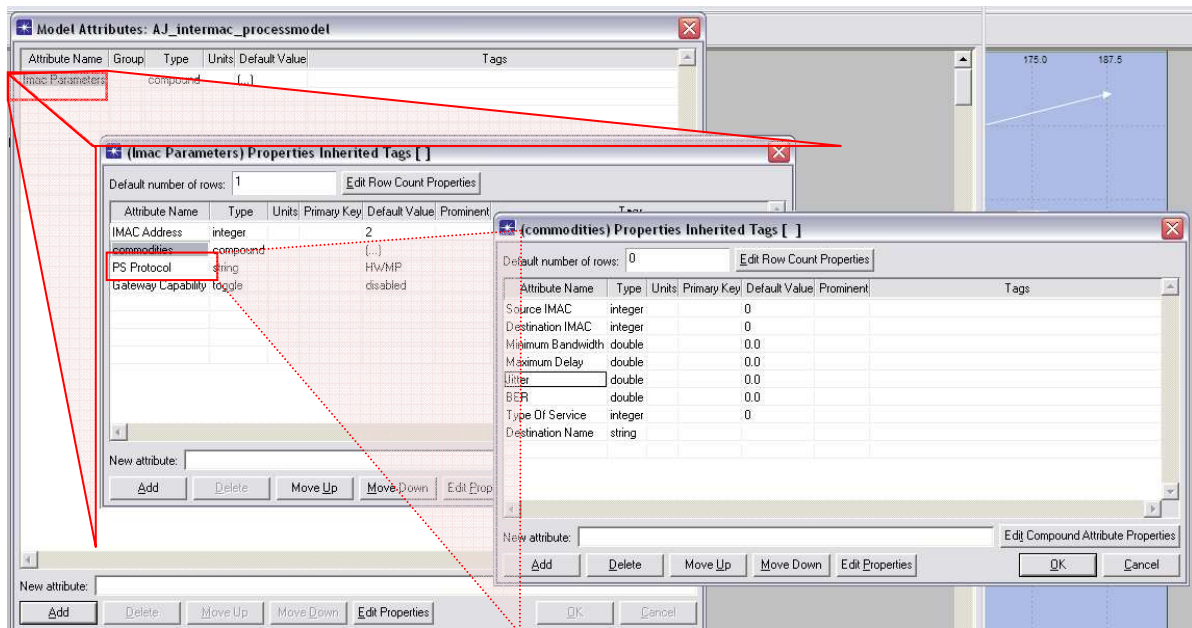 Model Attributes: AJ_intermac_processmodel
Attribute Name Group Type Units Default Value Tags
Imac Parameters compound (...)
175.0 187.5
(Imac Parameters) Properties Inherited Tags [ ]
Default number of rows: 1 Edit Row Count Properties
Attribute Name Type Units Primary Key Default Value Prominent
IMAC Address integer 2
commodities compound (...)
PS Protocol string HWMP
Gateway Capability toggle disabled
New attribute:
Add Delete Move Up Move Down Edit Prop
(commodities) Properties Inherited Tags [ ]
Default number of rows: 0 Edit Row Count Properties
Attribute Name Type Units Primary Key Default Value Prominent Tags
Source IMAC integer 0
Destination IMAC integer 0
Minimum Bandwidth double 0.0
Maximum Delay double 0.0
Jitter double 0.0
BER double 0.0
Type Of Service integer 0
Destination Name string
New attribute: Edit Compound Attribute Properties
Add Delete Move Up Move Down Edit Properties OK Cancel
New attribute:
Add Delete Move Up Move Down Edit Properties OK Cancel